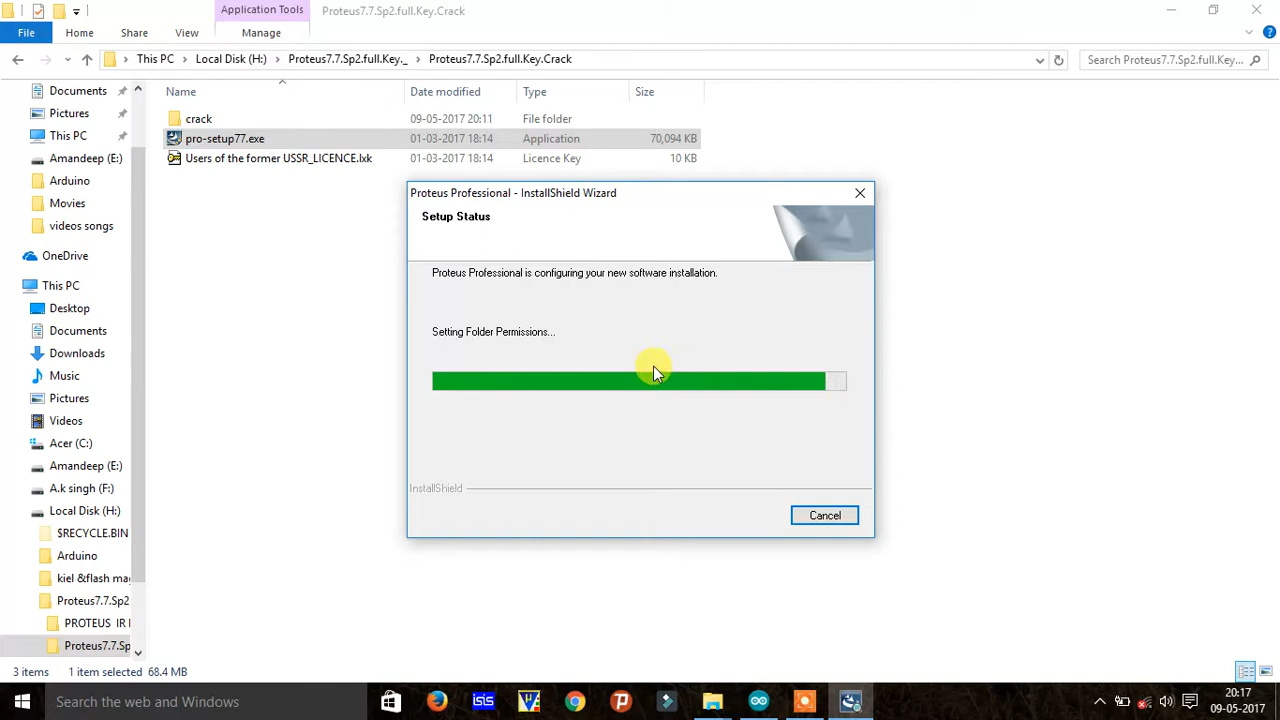 Application Tools
Proteus7.7.Sp2.full.Key.Crack
File
Home
Share
View
Manage
This PC
Local Disk (H:)
Proteus7.7.Sp2.full.Key._
Proteus7.7.Sp2.full.Key.Crack
Search Proteus7.7.Sp2.full.Key....
Name
Date modified
Type
Size
crack
09-05-2017 20:11
File folder
pro-setup77.exe
01-03-2017 18:14
Application
70,094 KB
Users of the former USSR_LICENCE.lxk
01-03-2017 18:14
Licence Key
10 KB
Documents
Pictures
This PC
Amandeep (E:)
Arduino
Movies
videos songs
OneDrive
This PC
Desktop
Documents
Downloads
Music
Pictures
Videos
Acer (C:)
Amandeep (E:)
A.k singh (F:)
Local Disk (H:)
$RECYCLE.BIN
Arduino
kiel &flash ma
Proteus7.7.Sp2
PROTEUS IR
Proteus7.7.Sp
Proteus Professional - InstallShield Wizard
Setup Status
Proteus Professional is configuring your new software installation.
Setting Folder Permissions...
InstallShield
Cancel
3 items
1 item selected 68.4 MB
Search the web and Windows
isis
20:17
09-05-2017